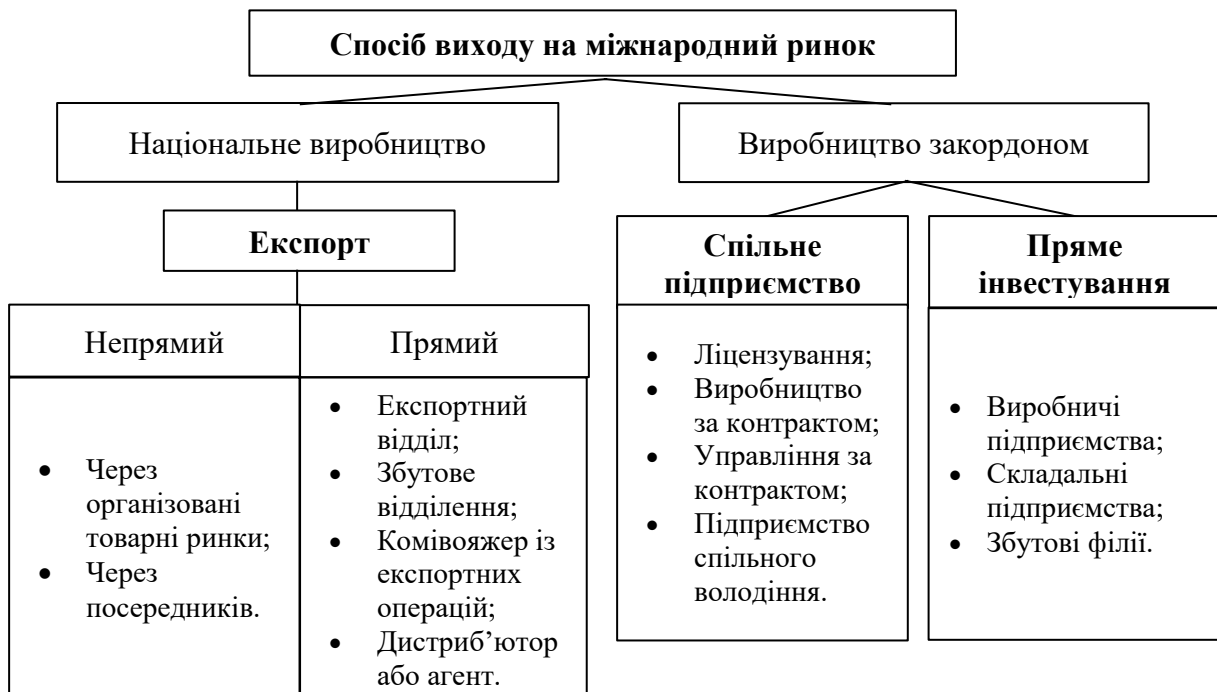 Спосіб виходу на міжнародний ринок
Національне виробництво
Виробництво закордоном
Експорт
Непрямий
Прямий
• Через
організовані
товарні ринки;
• Через
посередників.
• Експортний
відділ;
• Збутове
відділення;
• Комівояжер із
експортних
операцій;
• Дистриб’ютор
або агент.
Спільне
підприємство
• Ліцензування;
• Виробництво
за контрактом;
• Управління за
контрактом;
• Підприємство
спільного
володіння.
Пряме
інвестування
• Виробничі
підприємства;
• Складальні
підприємства;
• Збутові філії.